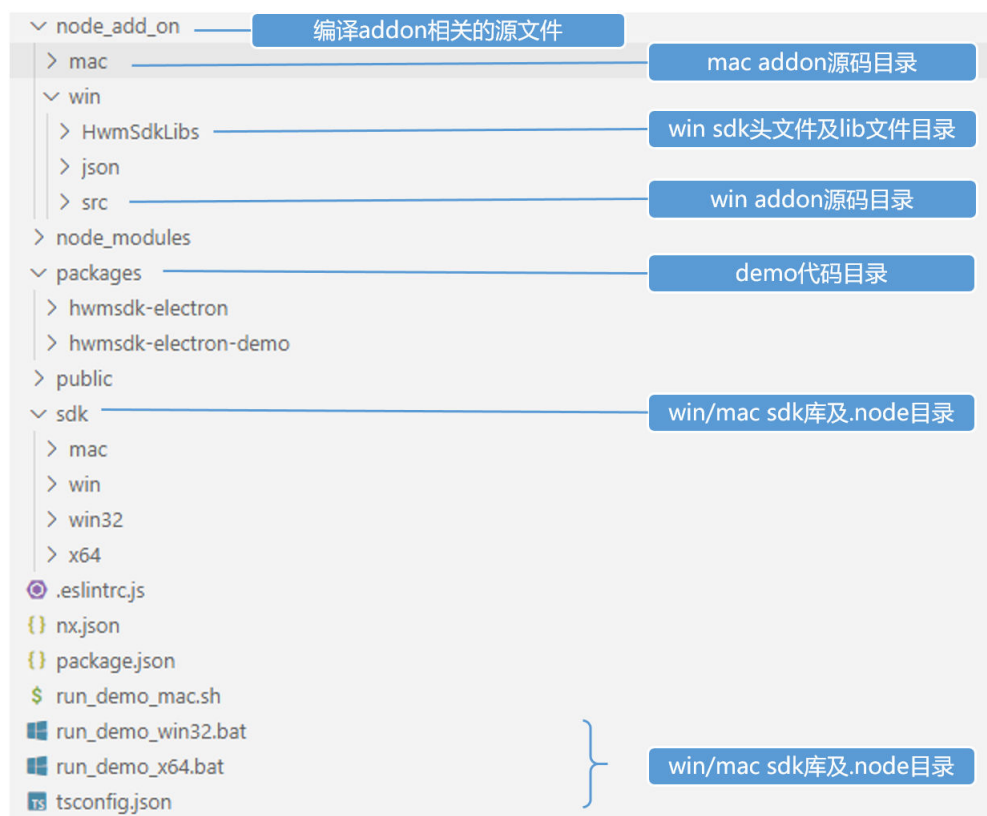 node_add_on 编译addon相关的源文件
mac mac addon源码目录
win
HwmSdkLibs win sdk头文件及lib文件目录
json
src win addon源码目录
node_modules
packages demo代码目录
hwmsdk-electron
hwmsdk-electron-demo
public
sdk win/mac sdk库及.node目录
mac
win
win32
x64
.eslintrc.js
{} nx.json
{} package.json
$ run_demo_mac.sh
run_demo_win32.bat
run_demo_x64.bat win/mac sdk库及.node目录
TS tsconfig.json